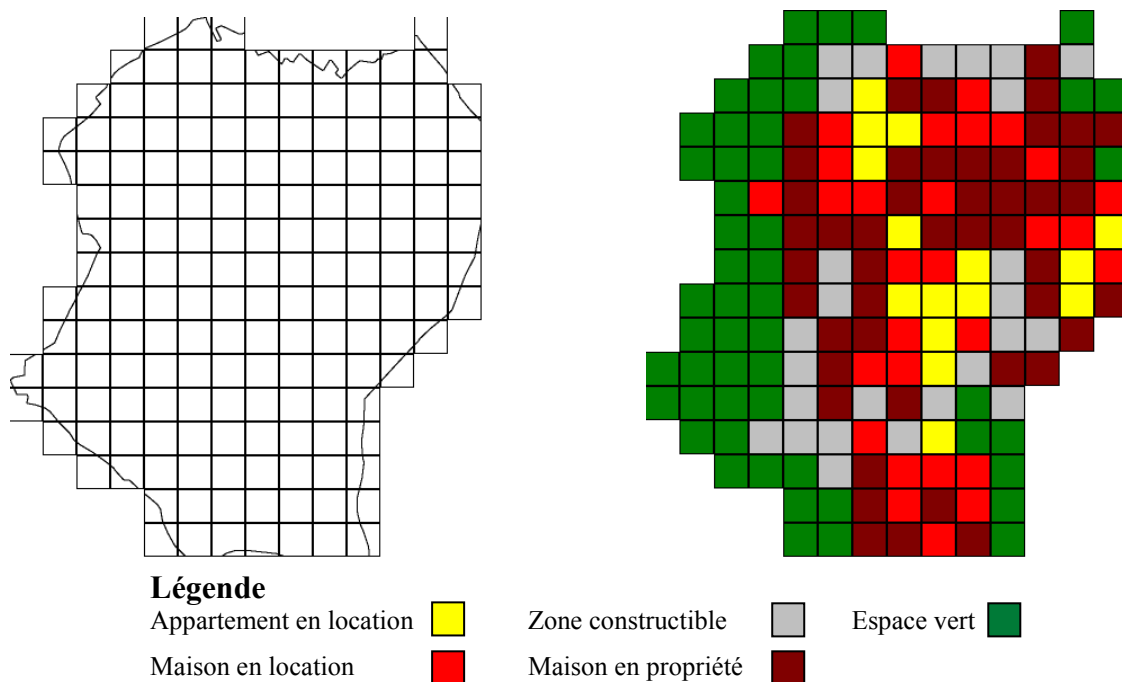 Légende
Appartement en location Zone constructible Espace vert
Maison en location Maison en propriété